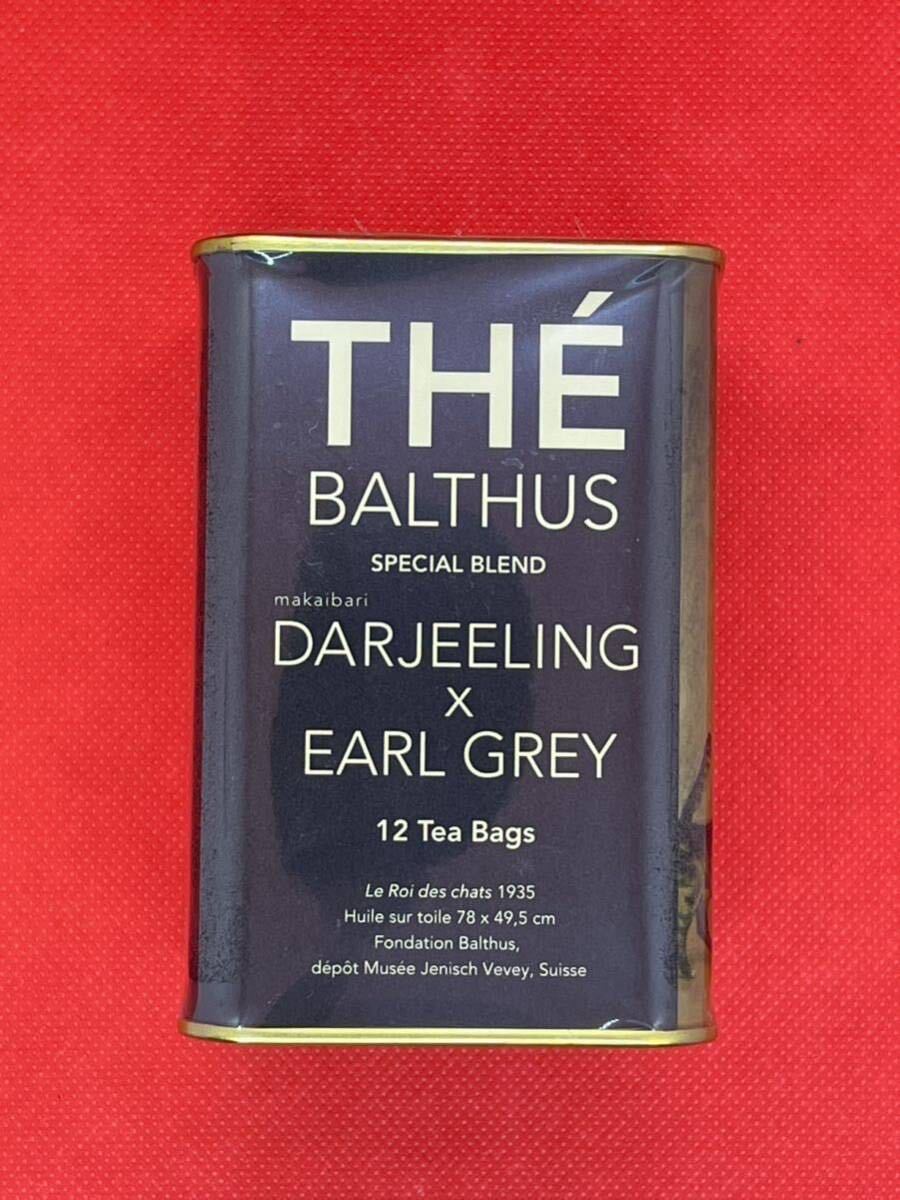 THÉ
BALTHUS
SPECIAL BLEND
makaibari
DARJEELING
x
EARL GREY
12 Tea Bags
Le Roi des chats 1935
Huile sur toile 78 x 49,5 cm
Fondation Balthus,
dépôt Musée Jenisch Vevey, Suisse